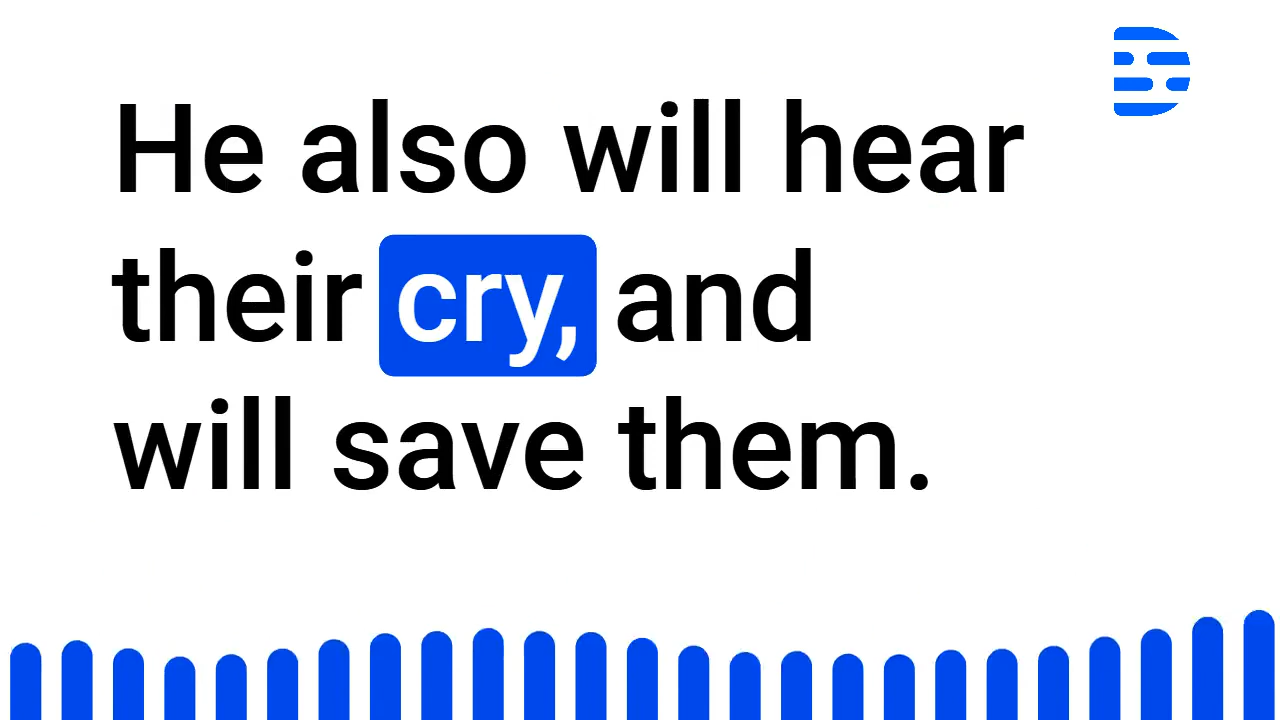 He also will hear
their cry, and
will save them.